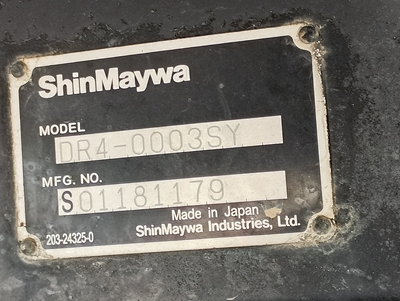 ShinMaywa
MODEL
DR4-0003SY
MFG. NO.
S01181179
Made in Japan
203-24325-0
ShinMaywa Industries, Ltd.